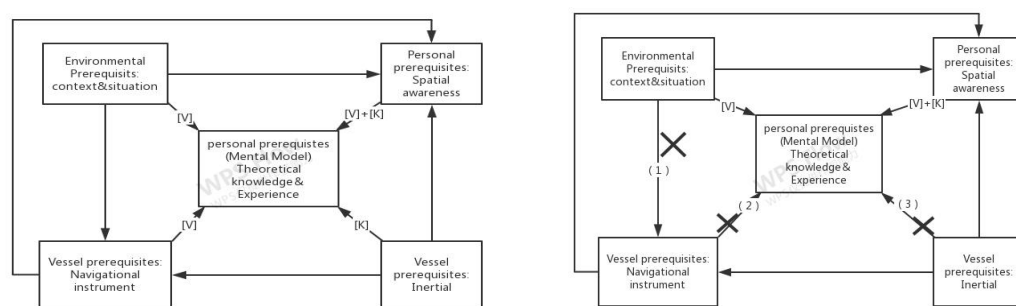 Environmental
Prerequisits:
context&situation
Personal
prerequisites:
Spatial
awareness
[V]
[V]+[K]
personal prerequistes
(Mental Model)
Theoretical
knowledge&
Experience
[V]
[K]
Vessel prerequisites:
Navigational
instrument
Vessel
prerequisites:
Inertial
Environmental
Prerequisits:
context&situation
Personal
prerequisites:
Spatial
awareness
[V]
[V]+[K]
personal prerequistes
(Mental Model)
Theoretical
knowledge&
Experience
(1)
(2)
(3)
Vessel prerequisites:
Navigational
instrument
Vessel
prerequisites:
Inertial